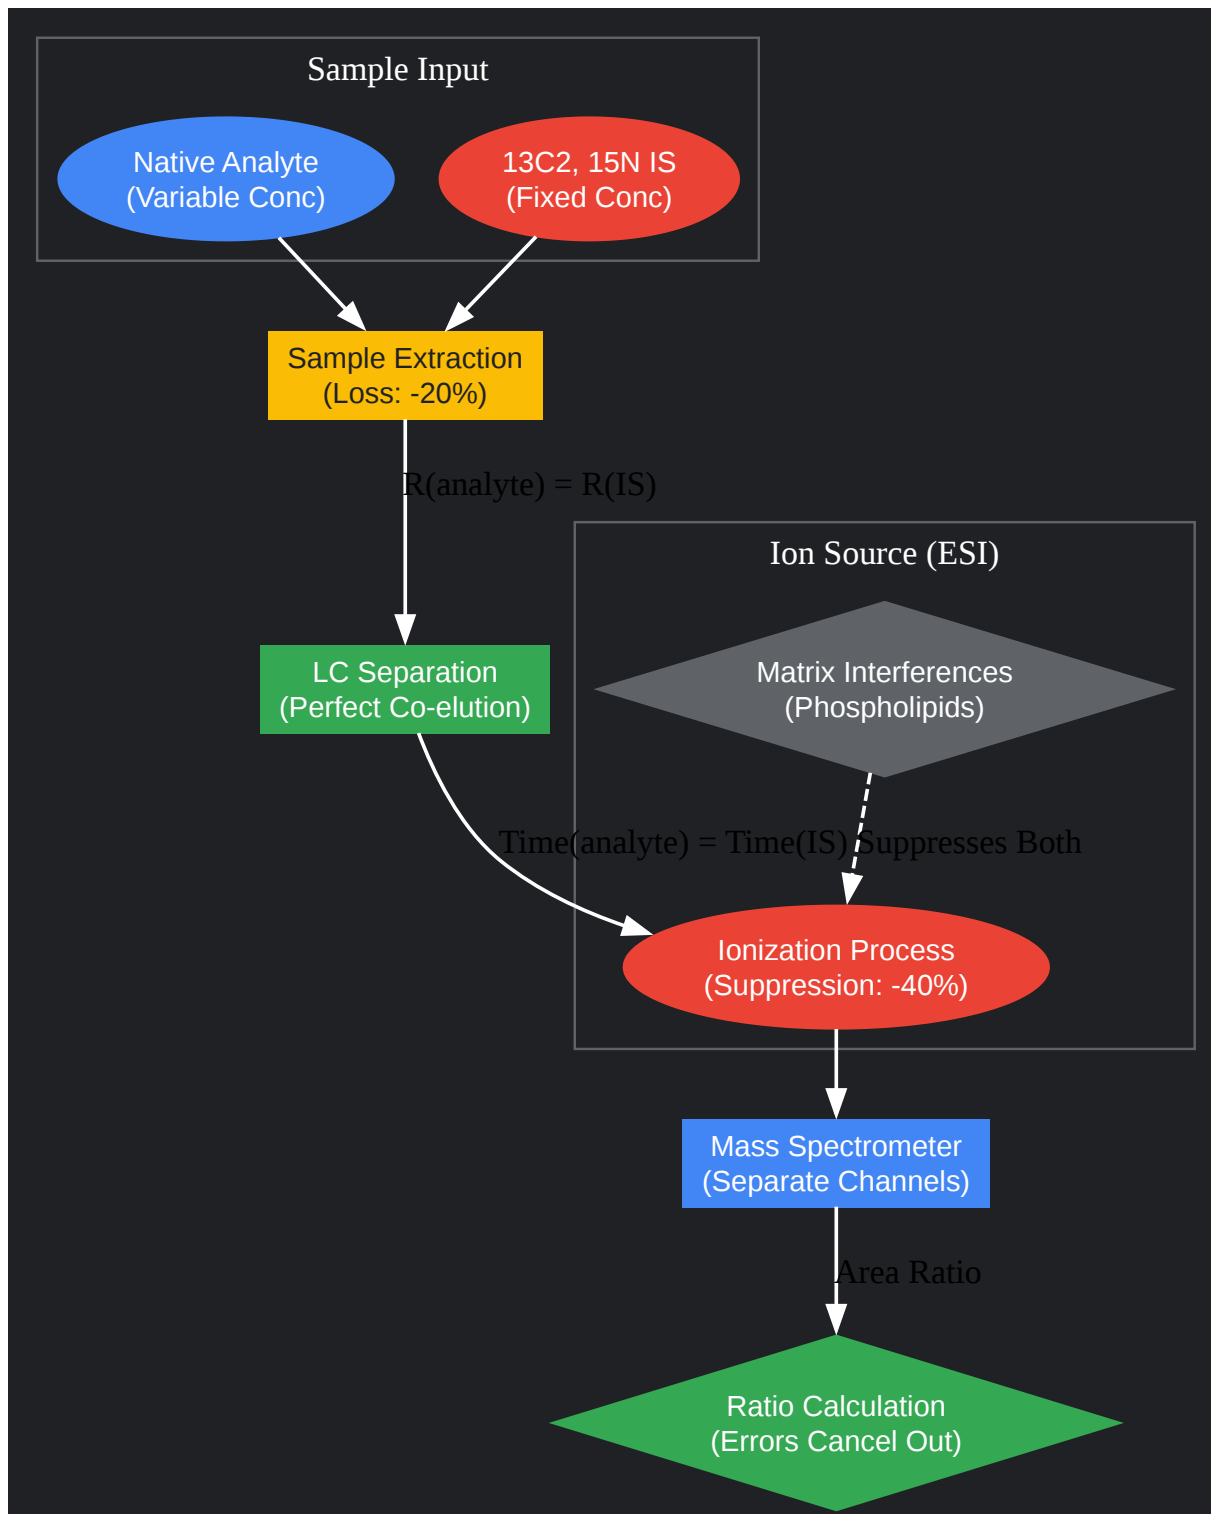 Sample Input
Native Analyte
(Variable Conc)
13C2, 15N IS
(Fixed Conc)
Sample Extraction
(Loss: -20%)
R(analyte) = R(IS)
Ion Source (ESI)
LC Separation
(Perfect Co-elution)
Matrix Interferences
(Phospholipids)
Time(analyte) = Time(IS)
Suppresses Both
Ionization Process
(Suppression: -40%)
Mass Spectrometer
(Separate Channels)
Area Ratio
Ratio Calculation
(Errors Cancel Out)